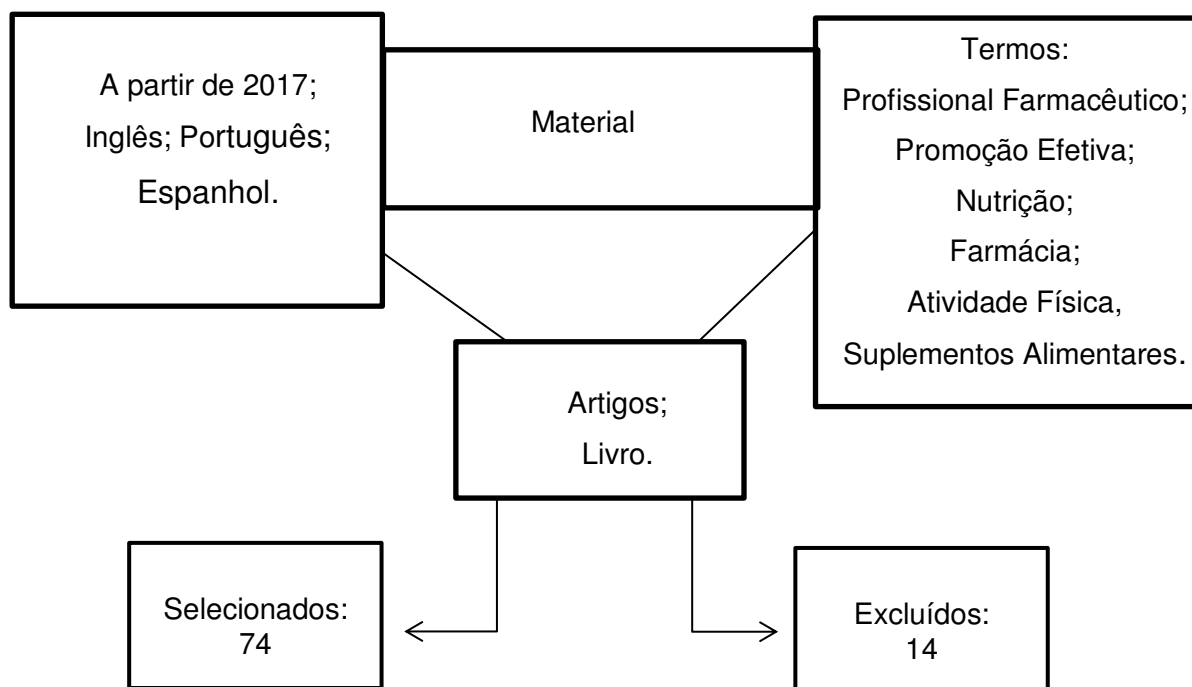 A partir de 2017;
Inglês; Português;
Espanhol.
Material
Termos:
Profissional Farmacêutico;
Promoção Efetiva;
Nutrição;
Farmácia;
Atividade Física,
Suplementos Alimentares.
Artigos;
Livro.
Selecionados:
74
Excluídos:
14